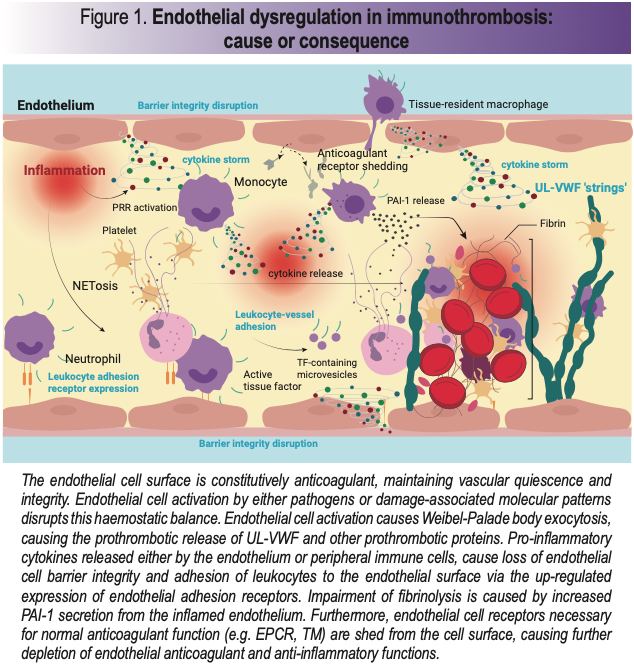 Figure 1. Endothelial dysregulation in immunothrombosis:
cause or consequence
Endothelium
Barrier integrity disruption
Tissue-resident macrophage
Inflammation
cytokine storm
Anticoagulant
receptor shedding
cytokine storm
Monocyte
UL-VWF 'strings'
PRR activation
PAI-1 release
Platelet
Fibrin
cytokine release
NETosis
Leukocyte-vessel
adhesion
Neutrophil
TF-containing
microvesicles
Leukocyte adhesion
receptor expression
Active
tissue factor
Barrier integrity disruption
The endothelial cell surface is constitutively anticoagulant, maintaining vascular quiescence and
integrity. Endothelial cell activation by either pathogens or damage-associated molecular patterns
disrupts this haemostatic balance. Endothelial cell activation causes Weibel-Palade body exocytosis,
causing the prothrombotic release of UL-VWF and other prothrombotic proteins. Pro-inflammatory
cytokines released either by the endothelium or peripheral immune cells, cause loss of endothelial
cell barrier integrity and adhesion of leukocytes to the endothelial surface via the up-regulated
expression of endothelial adhesion receptors. Impairment of fibrinolysis is caused by increased
PAI-1 secretion from the inflamed endothelium. Furthermore, endothelial cell receptors necessary
for normal anticoagulant function (e.g. EPCR, TM) are shed from the cell surface, causing further
depletion of endothelial anticoagulant and anti-inflammatory functions.